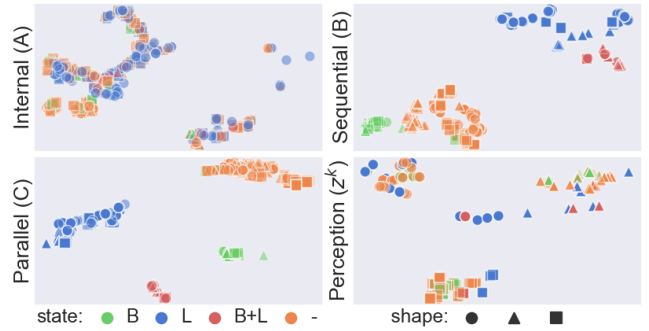 Internal (A)
Sequential (B)
Parallel (C)
Perception (z^k)
state: B L B+L - shape: